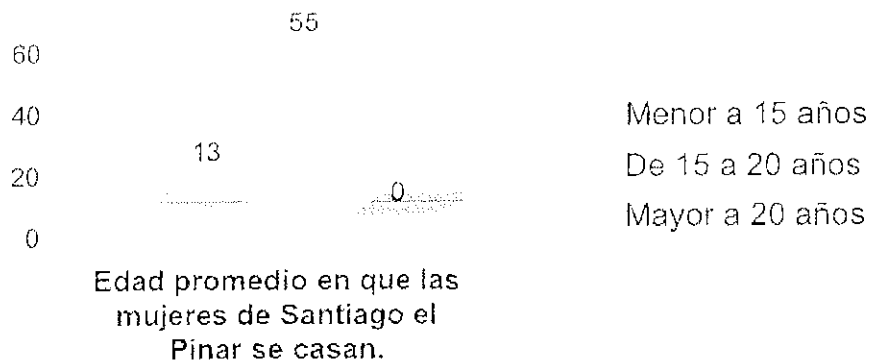 55
60
40
13
20
0
0
Menor a 15 años
De 15 a 20 años
Mayor a 20 años
Edad promedio en que las
mujeres de Santiago el
Pinar se casan.